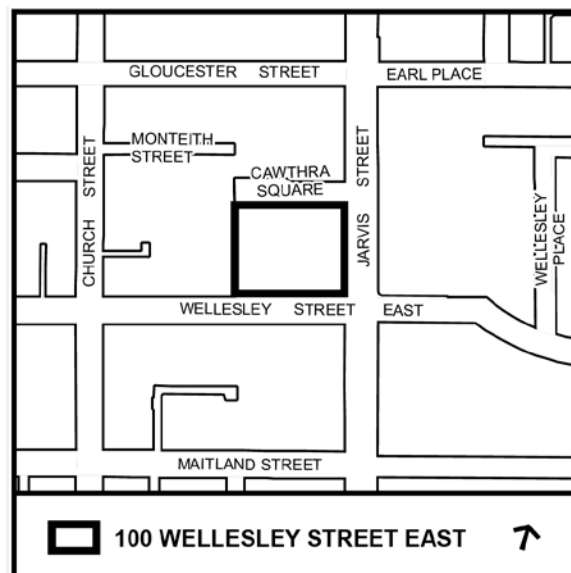 GLOUCESTER STREET
EARL PLACE
MONTEITH
STREET
CAWTHRA
SQUARE
CHURCH STREET
JARVIS STREET
WELLESLEY
PLACE
WELLESLEY STREET EAST
MAITLAND STREET
100 WELLESLEY STREET EAST